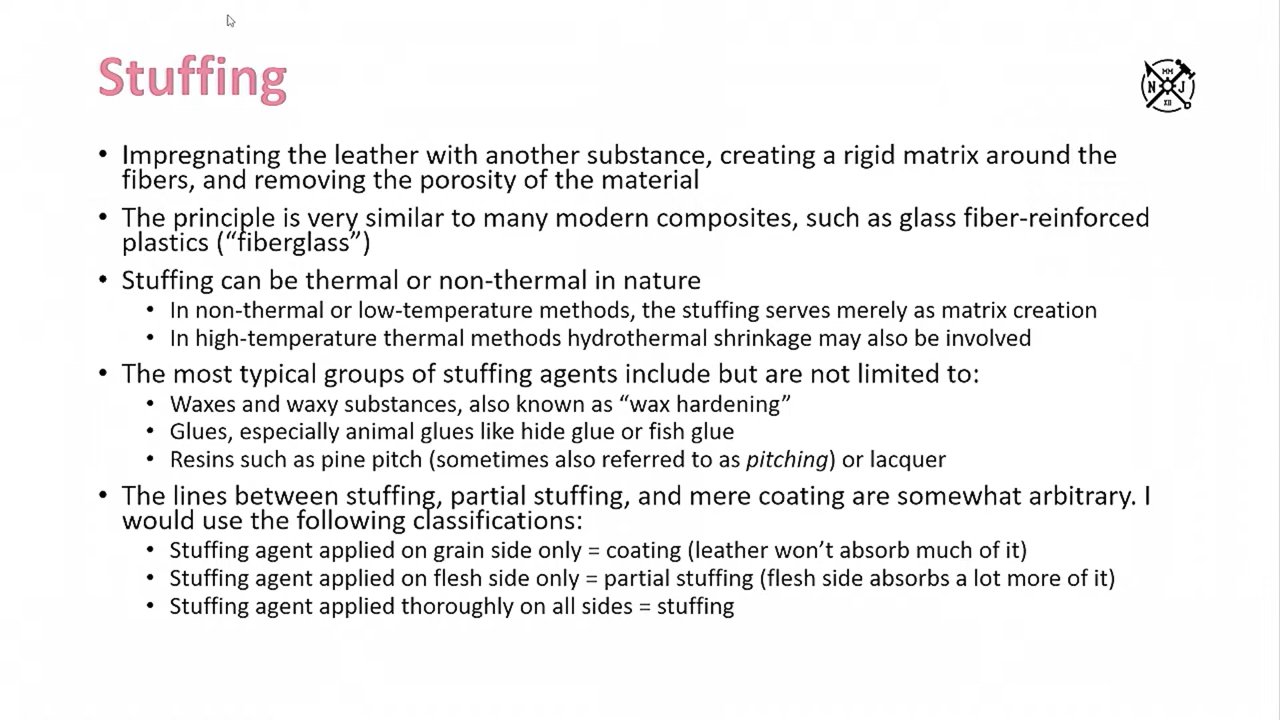 Stuffing
MM
N J
XII
• Impregnating the leather with another substance, creating a rigid matrix around the
fibers, and removing the porosity of the material
• The principle is very similar to many modern composites, such as glass fiber-reinforced
plastics (“fiberglass”)
• Stuffing can be thermal or non-thermal in nature
• In non-thermal or low-temperature methods, the stuffing serves merely as matrix creation
• In high-temperature thermal methods hydrothermal shrinkage may also be involved
• The most typical groups of stuffing agents include but are not limited to:
• Waxes and waxy substances, also known as “wax hardening”
• Glues, especially animal glues like hide glue or fish glue
• Resins such as pine pitch (sometimes also referred to as pitching) or lacquer
• The lines between stuffing, partial stuffing, and mere coating are somewhat arbitrary. I
would use the following classifications:
• Stuffing agent applied on grain side only = coating (leather won’t absorb much of it)
• Stuffing agent applied on flesh side only = partial stuffing (flesh side absorbs a lot more of it)
• Stuffing agent applied thoroughly on all sides = stuffing